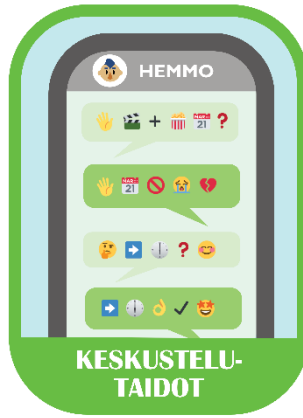 HEMMO
👋 🎬 + 🍿 📅 ?
👋 📅 🚫 😭 💔
🤔 ➡️ 🕕 ? 😊
➡️ 🕕 👌 ✔️ 🤩
KESKUSTELU-
TAIDOT